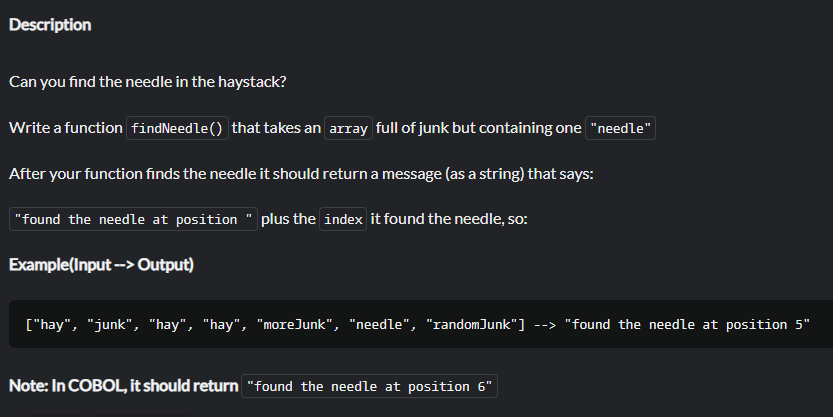 Description
Can you find the needle in the haystack?
Write a function findNeedle() that takes an array full of junk but containing one "needle"
After your function finds the needle it should return a message (as a string) that says:
"found the needle at position " plus the index it found the needle, so:
Example(Input --> Output)
["hay", "junk", "hay", "hay", "moreJunk", "needle", "randomJunk"] --> "found the needle at position 5"
Note: In COBOL, it should return "found the needle at position 6"